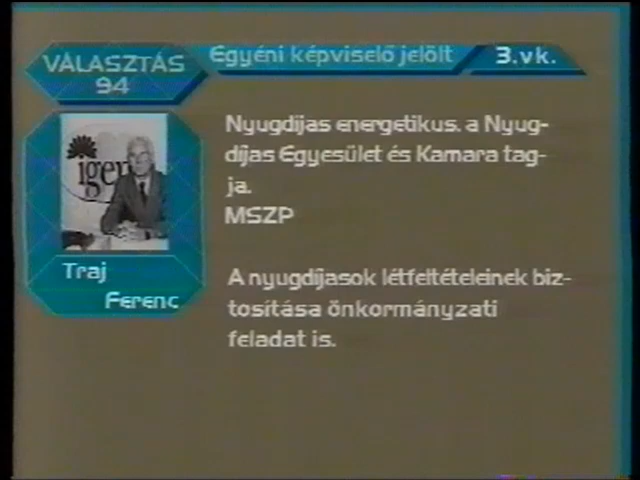 VÁLASZTÁS
94
Egyéni képviselő jelölt
3.vk.
igen
Traj
Ferenc
Nyugdíjas energetikus. a Nyug-
díjas Egyesület és Kamara tag-
ja.
MSZP
A nyugdíjasok létfeltételeinek biz-
tosítása önkormányzati
feladat is.